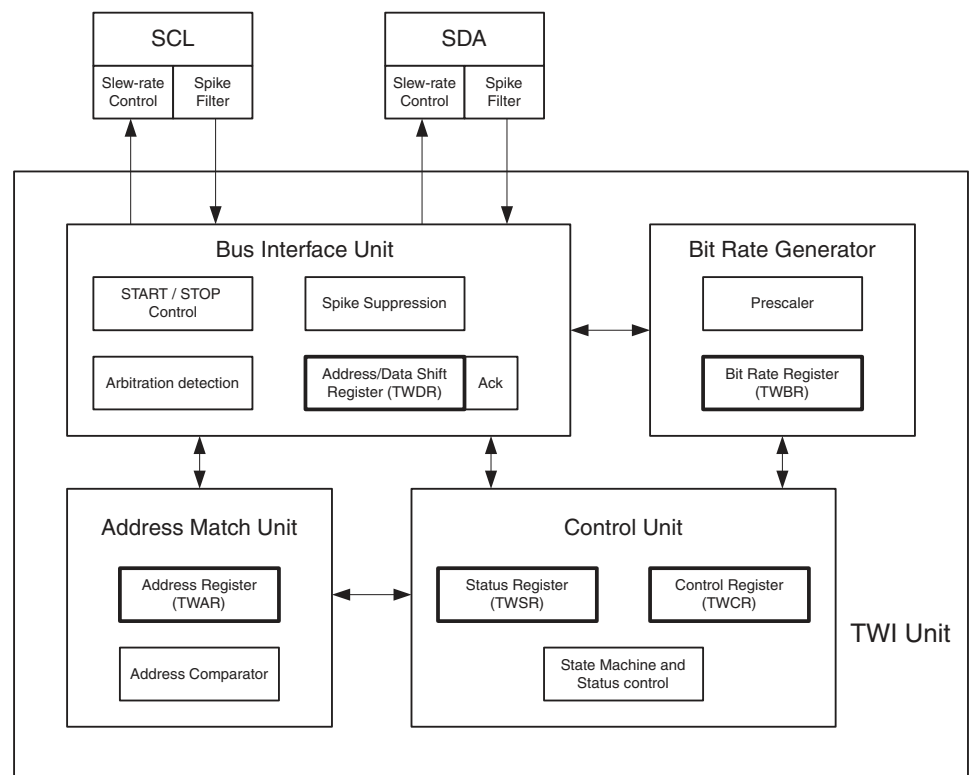 SCL
SDA
Slew-rate
Control
Spike
Filter
Slew-rate
Control
Spike
Filter
Bus Interface Unit
START / STOP
Control
Spike Suppression
Arbitration detection
Address/Data Shift
Register (TWDR)
Ack
Bit Rate Generator
Prescaler
Bit Rate Register
(TWBR)
Address Match Unit
Address Register
(TWAR)
Address Comparator
Control Unit
Status Register
(TWSR)
Control Register
(TWCR)
State Machine and
Status control
TWI Unit